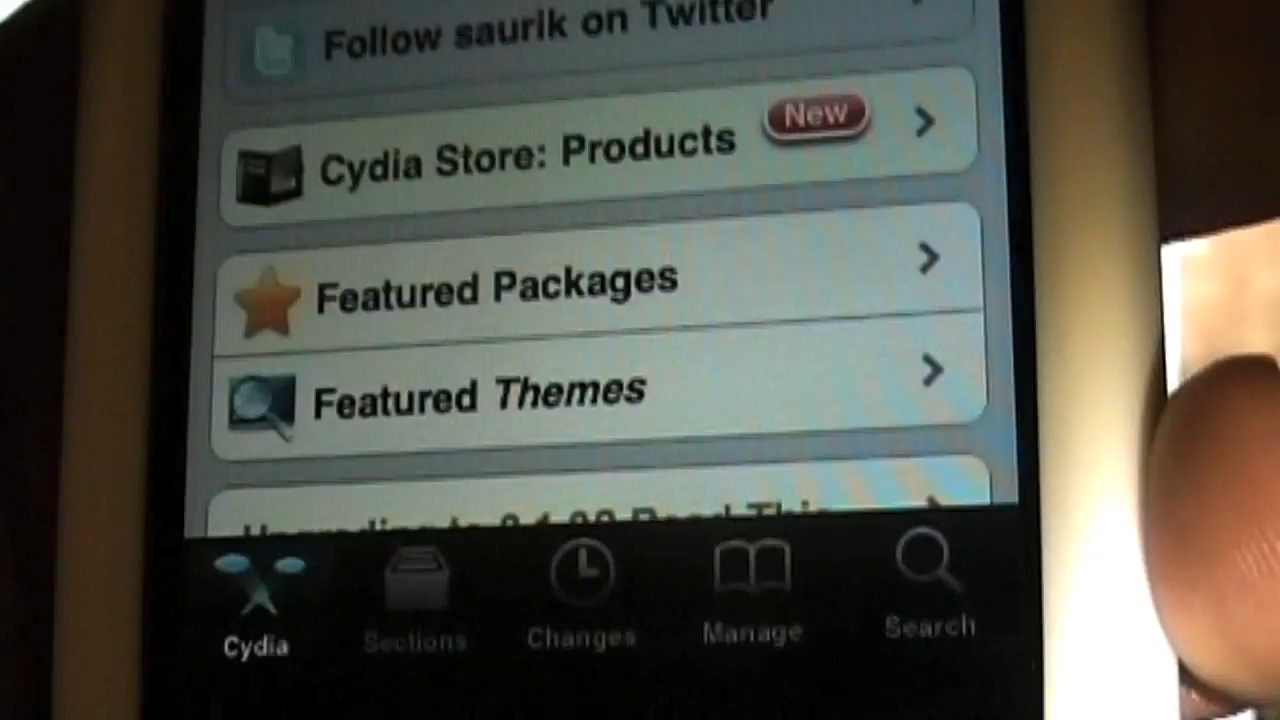 Follow saurik on Twitter
Cydia Store: Products
New
Featured Packages
Featured Themes
Cydia
Sections
Changes
Manage
Search